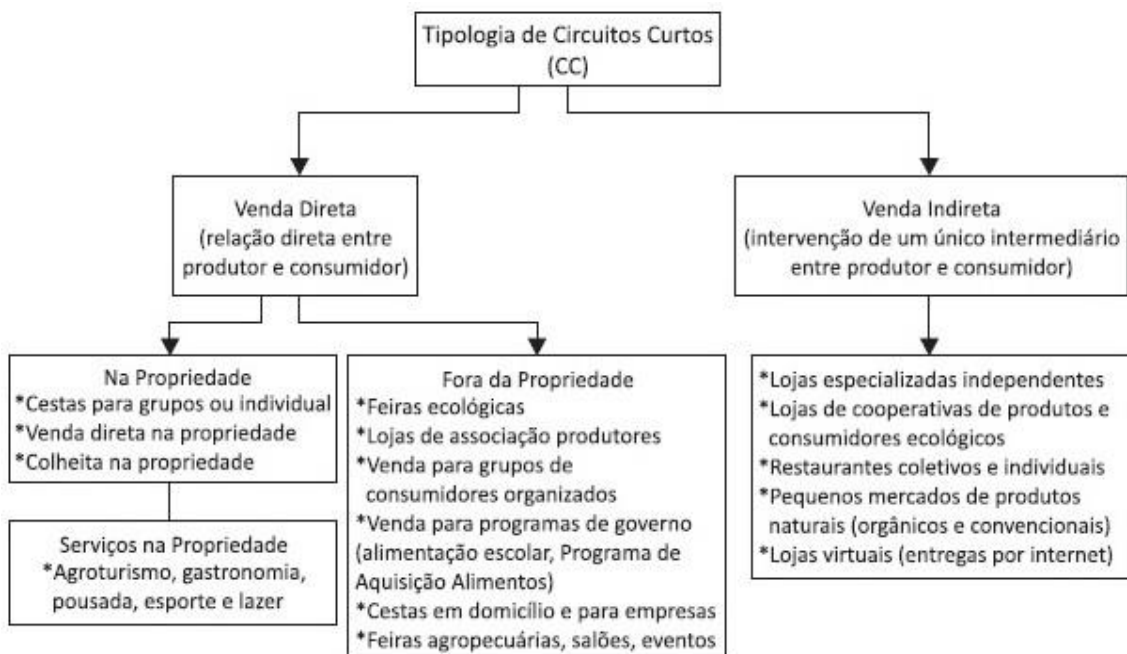 Tipologia de Circuitos Curtos
(CC)
Venda Direta
(relação direta entre
produtor e consumidor)
Venda Indireta
(intervenção de um único intermediário
entre produtor e consumidor)
Na Propriedade
*Cestas para grupos ou individual
*Venda direta na propriedade
*Colheita na propriedade
Serviços na Propriedade
*Agroturismo, gastronomia,
pousada, esporte e lazer
Fora da Propriedade
*Feiras ecológicas
*Lojas de associação produtores
*Venda para grupos de
consumidores organizados
*Venda para programas de governo
(alimentação escolar, Programa de
Aquisição Alimentos)
*Cestas em domicílio e para empresas
*Feiras agropecuárias, salões, eventos
*Lojas especializadas independentes
*Lojas de cooperativas de produtos e
consumidores ecológicos
*Restaurantes coletivos e individuais
*Pequenos mercados de produtos
naturais (orgânicos e convencionais)
*Lojas virtuais (entregas por internet)